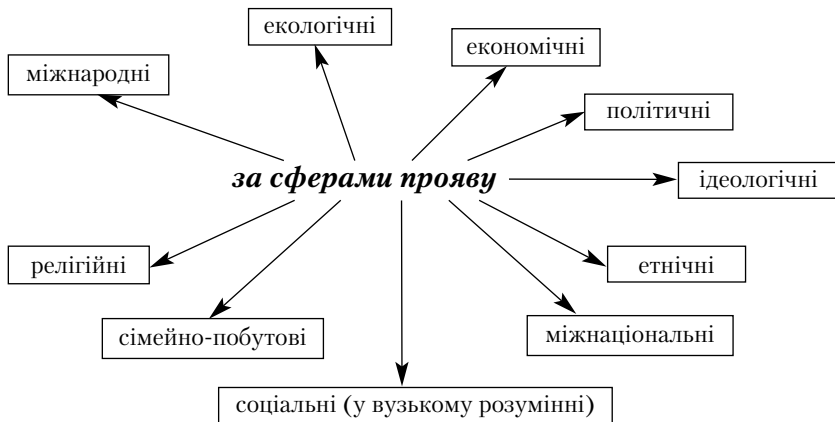 екологічні
економічні
міжнародні
політичні
за сферами прояву
ідеологічні
релігійні
етнічні
сімейно-побутові
міжнаціональні
соціальні (у вузькому розумінні)